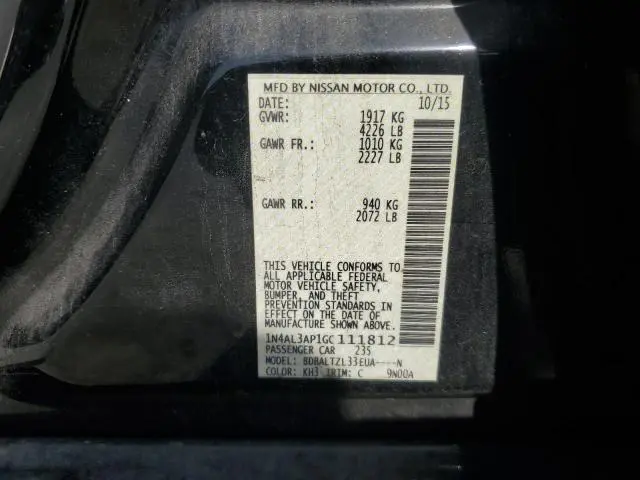 MFD BY NISSAN MOTOR CO., LTD.
DATE: 10/15
GVWR: 1917 KG
4226 LB
GAWR FR.: 1010 KG
2227 LB
GAWR RR.: 940 KG
2072 LB
THIS VEHICLE CONFORMS TO
ALL APPLICABLE FEDERAL
MOTOR VEHICLE SAFETY,
BUMPER, AND THEFT
PREVENTION STANDARDS IN
EFFECT ON THE DATE OF
MANUFACTURE SHOWN ABOVE.
1N4AL3AP1GC111812
PASSENGER CAR 235
MODEL: BDBALTZL33EUA----N
COLOR: KH3 TRIM: C 9N00A